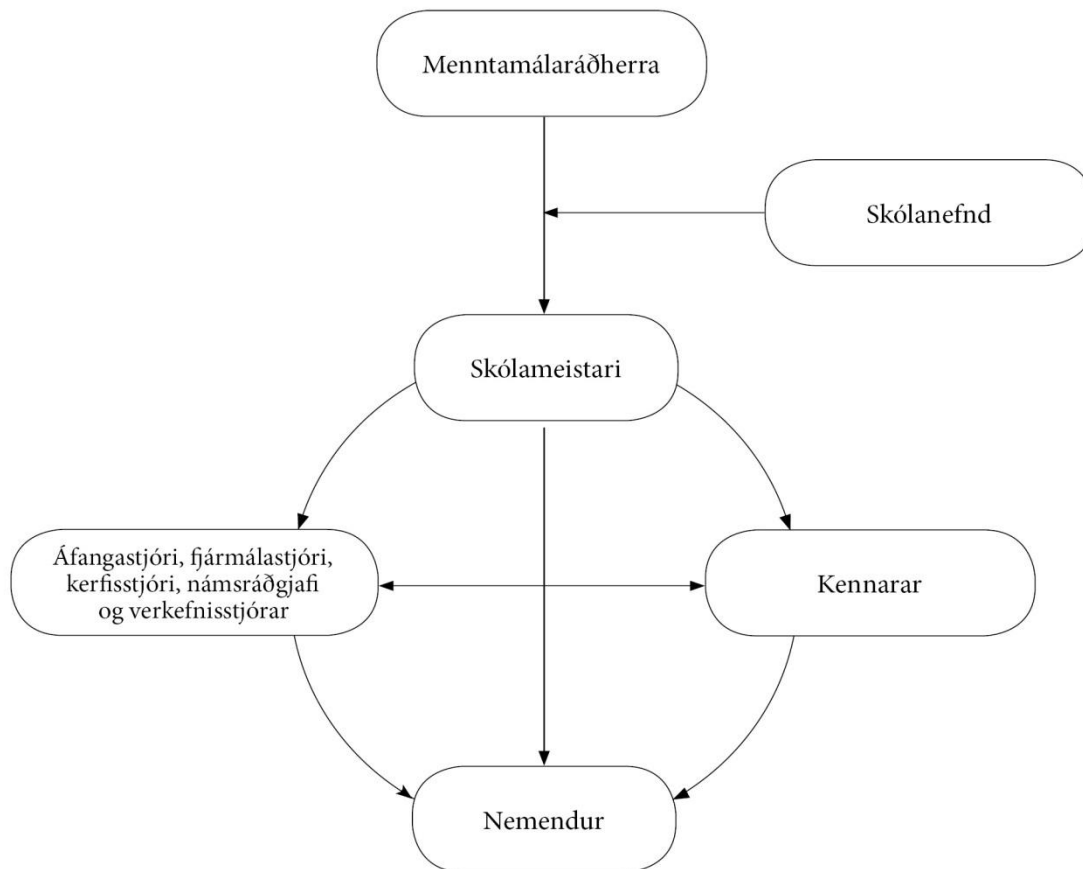 Menntamálaráðherra
Skólanefnd
Skólameistari
Áfangastjóri, fjármálastjóri,
kerfisstjóri, námsráðgjafi
og verkefnisstjórar
Kennarar
Nemendur